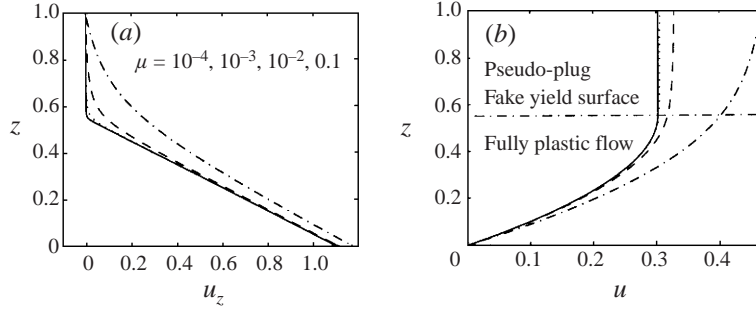 (a)
μ = 10⁻⁴, 10⁻³, 10⁻², 0.1
1.0
0.8
0.6
z
0.4
0.2
0
0 0.2 0.4 0.6 0.8 1.0
u_z
(b)
1.0
0.8
Pseudo-plug
0.6
Fake yield surface
z
Fully plastic flow
0.4
0.2
0 0.1 0.2 0.3 0.4
u